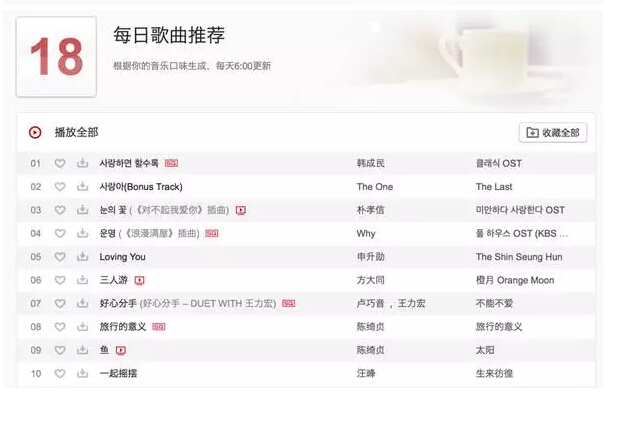 18
每日歌曲推荐
根据你的音乐口味生成，每天6:00更新
播放全部
收藏全部
01 사랑하면 할수록 SQ 韩成民 클래식 OST
02 사랑아(Bonus Track) The One The Last
03 눈의 꽃 (《对不起我爱你》插曲) 朴孝信 미안하다 사랑한다 OST
04 운명 (《浪漫满屋》插曲) SQ Why 풀 하우스 OST (KBS ...
05 Loving You 申升勋 The Shin Seung Hun
06 三人游 方大同 橙月 Orange Moon
07 好心分手 (好心分手 – DUET WITH 王力宏) SQ 卢巧音 , 王力宏 不能不爱
08 旅行的意义 SQ 陈绮贞 旅行的意义
09 鱼 陈绮贞 太阳
10 一起摇摆 汪峰 生来彷徨